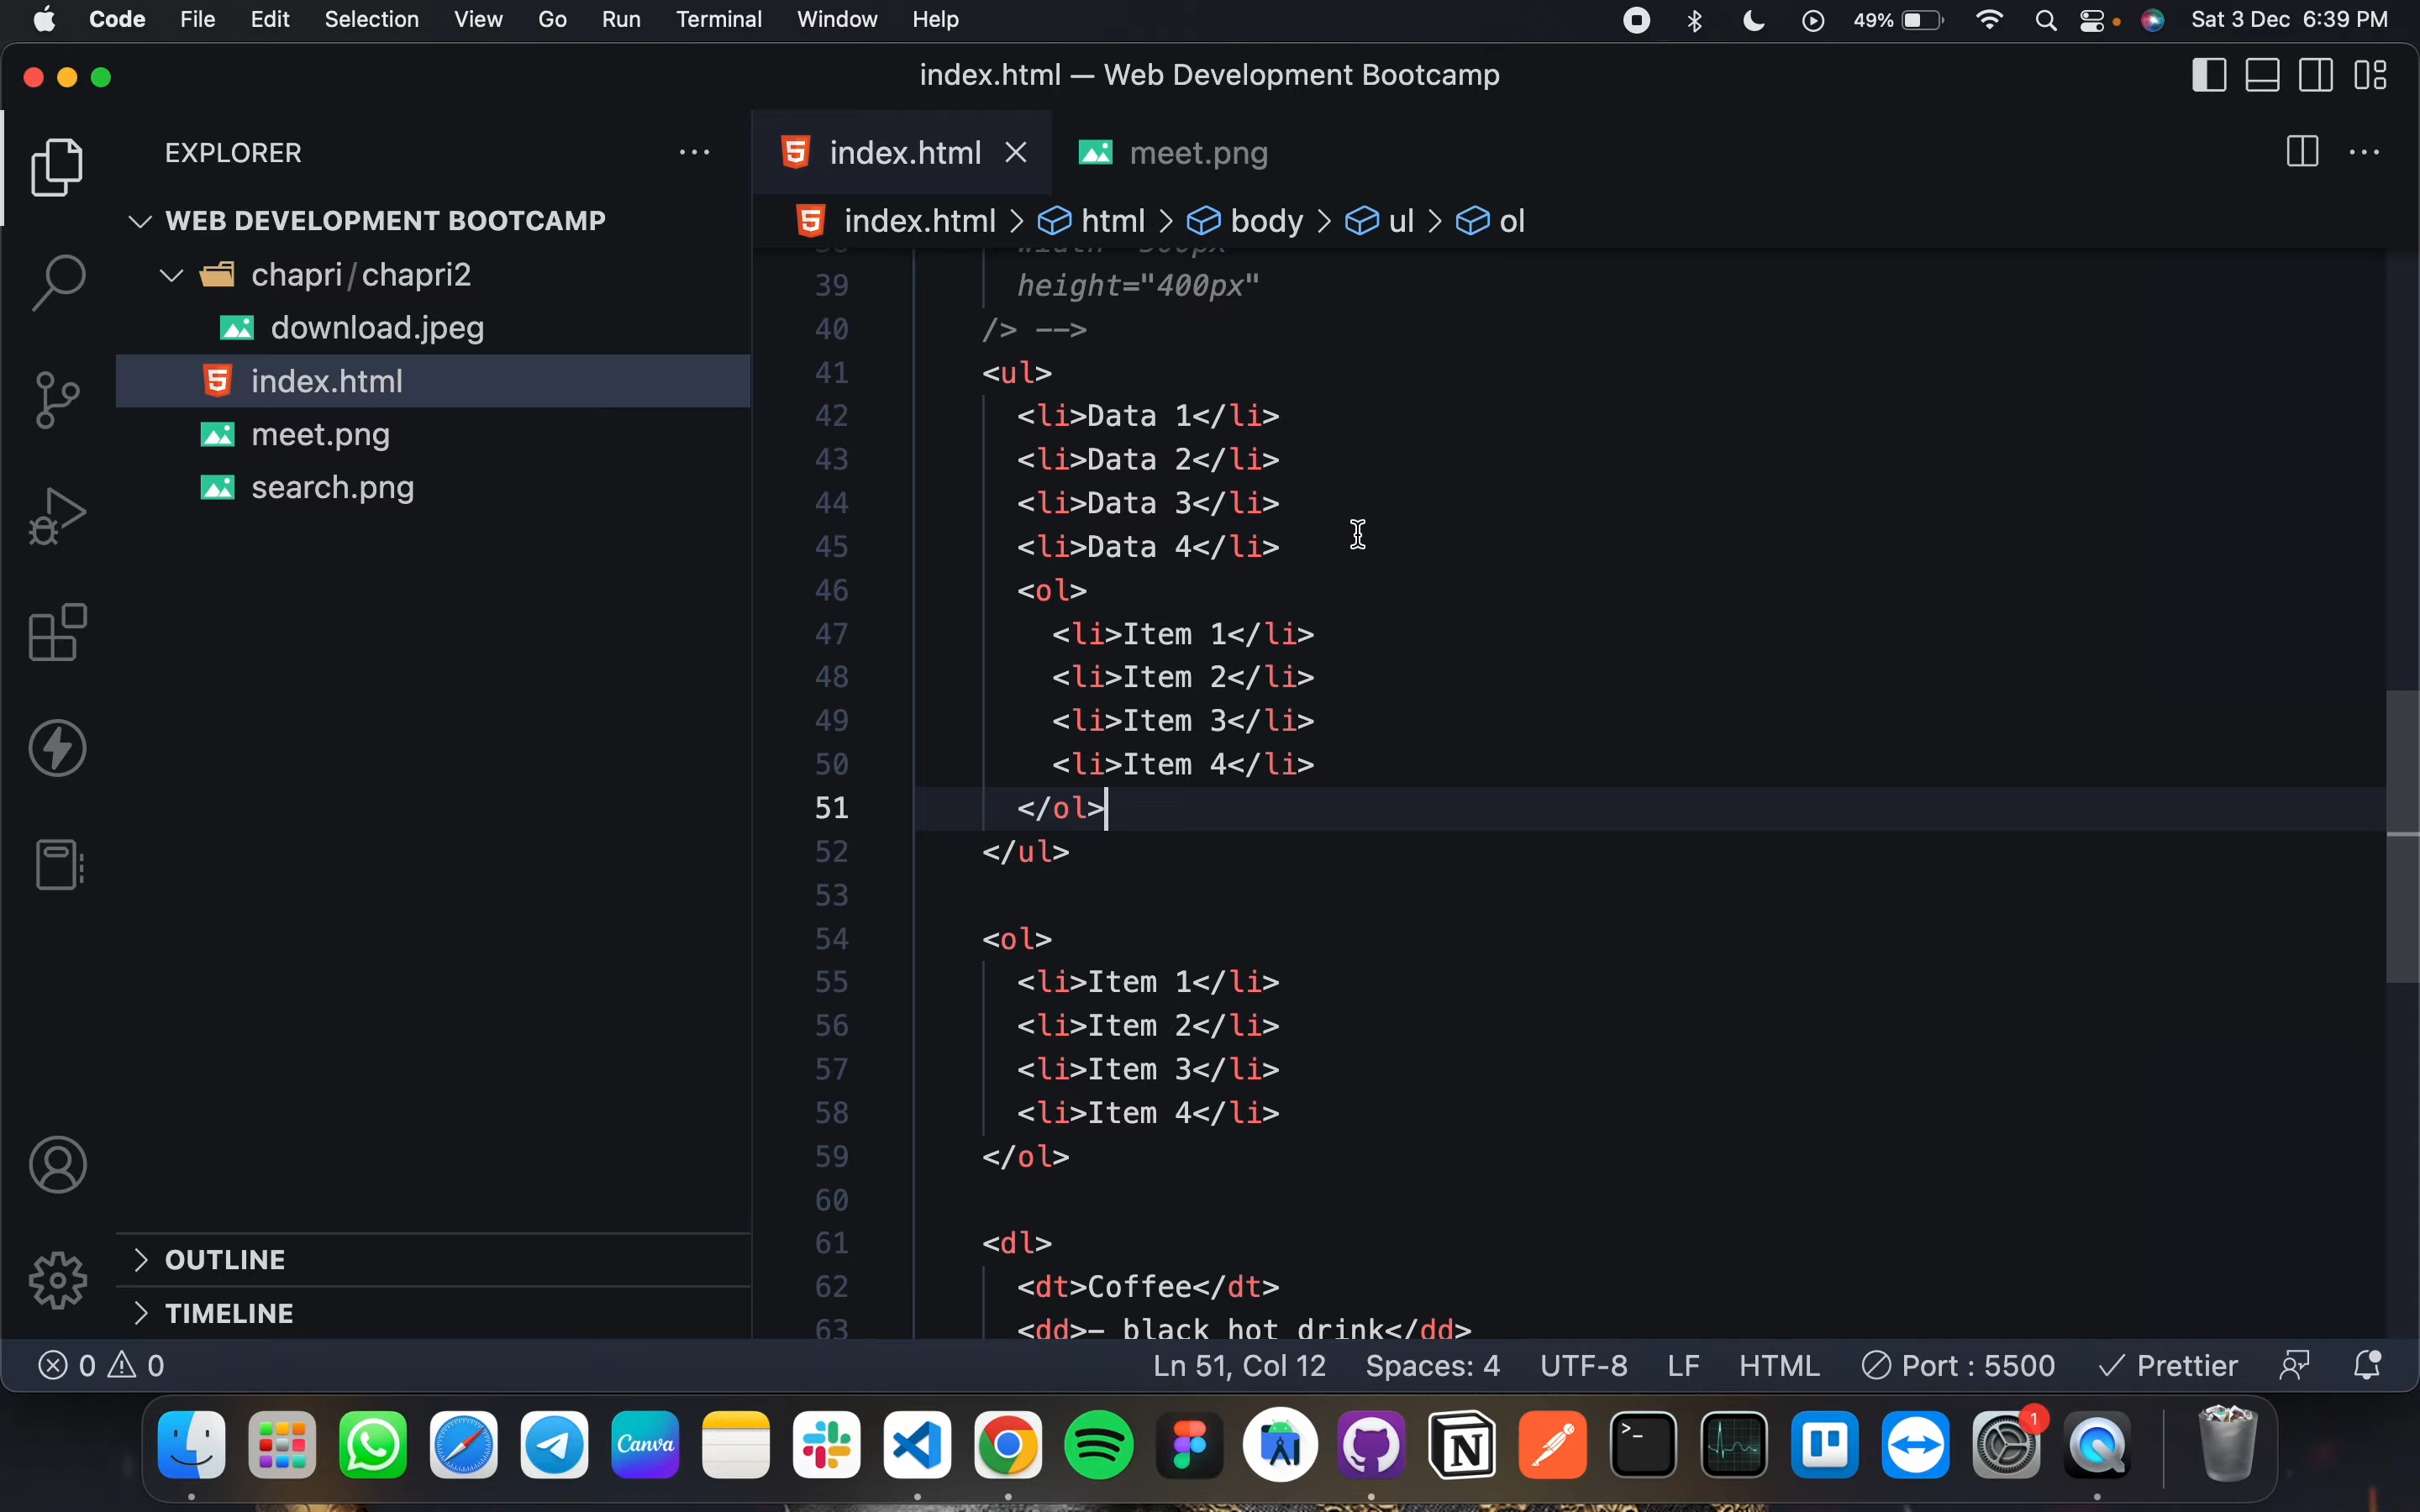 Code File Edit Selection View Go Run Terminal Window Help 49% Sat 3 Dec 6:39 PM
index.html — Web Development Bootcamp
EXPLORER
WEB DEVELOPMENT BOOTCAMP
chapri/chapri2
download.jpeg
index.html
meet.png
search.png
OUTLINE
TIMELINE
index.html meet.png
index.html > html > body > ul > ol
39 height="400px"
40 /> -->
41 <ul>
42 <li>Data 1</li>
43 <li>Data 2</li>
44 <li>Data 3</li>
45 <li>Data 4</li>
46 <ol>
47 <li>Item 1</li>
48 <li>Item 2</li>
49 <li>Item 3</li>
50 <li>Item 4</li>
51 </ol>
52 </ul>
53
54 <ol>
55 <li>Item 1</li>
56 <li>Item 2</li>
57 <li>Item 3</li>
58 <li>Item 4</li>
59 </ol>
60
61 <dl>
62 <dt>Coffee</dt>
63 <dd>- black hot drink</dd>
0 0 Ln 51, Col 12 Spaces: 4 UTF-8 LF HTML Port : 5500 Prettier
Canva
1